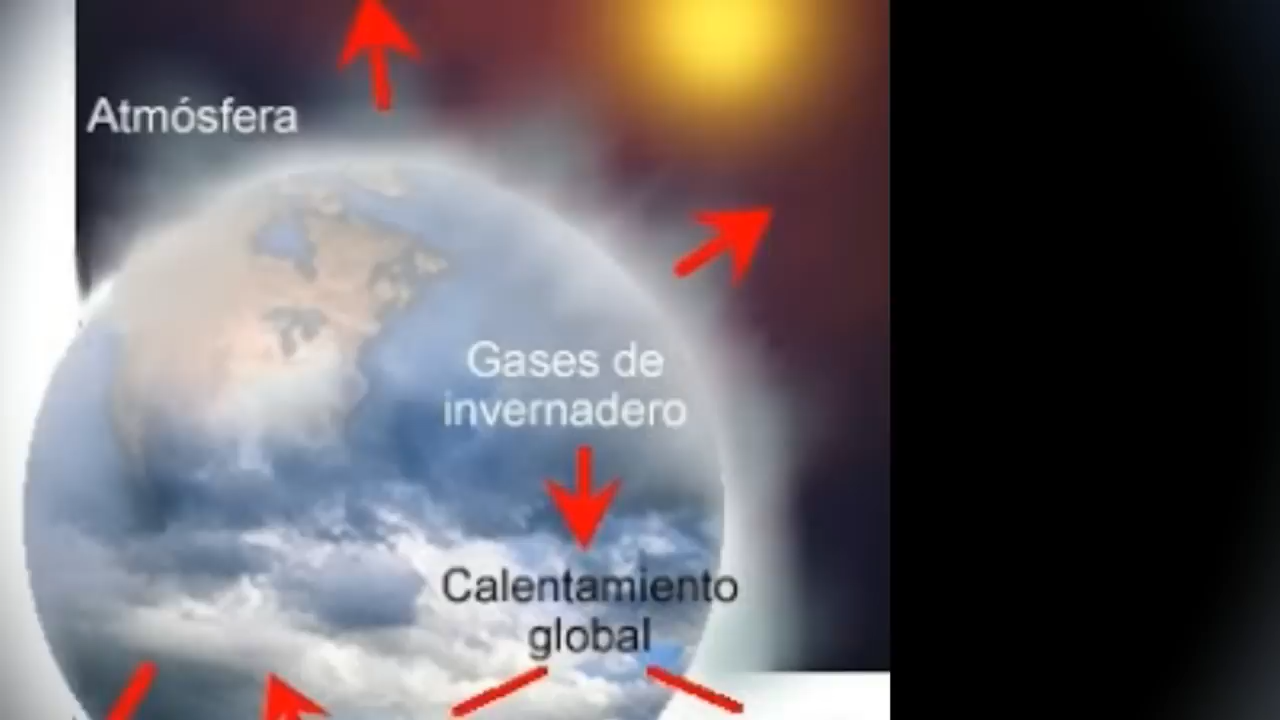 Atmósfera
Gases de
invernadero
Calentamiento
global